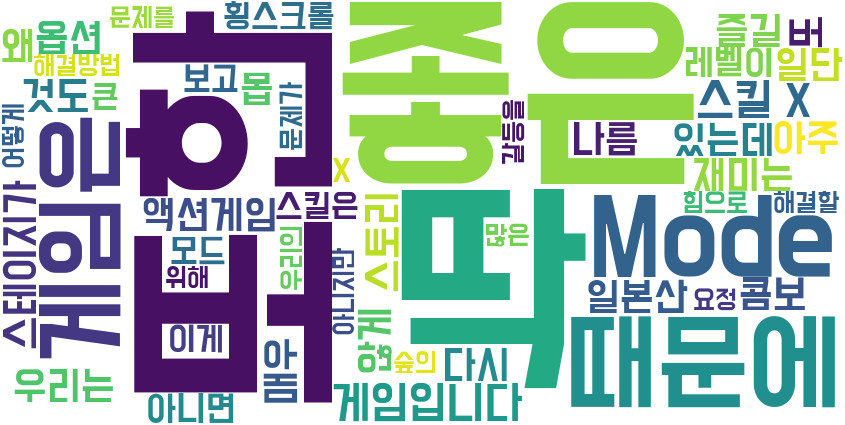 좋은
딱
게임은
Mode
때문에
게임입니다
액션게임
스테이지가
스토리
우리는
아니면
이게
모드
위해
스킬은
우리의
아니지만
문제를
횡스크롤
왜
옵션
해결방법
것도
큰
보고
몹
문제가
어떻게
X
갈등을
나름
즐길
버
레벨이
일단
스킬 X
있는데
아주
재미는
힘으로
해결할
많은
일본산
요정
콤보
않게
숲의
다시